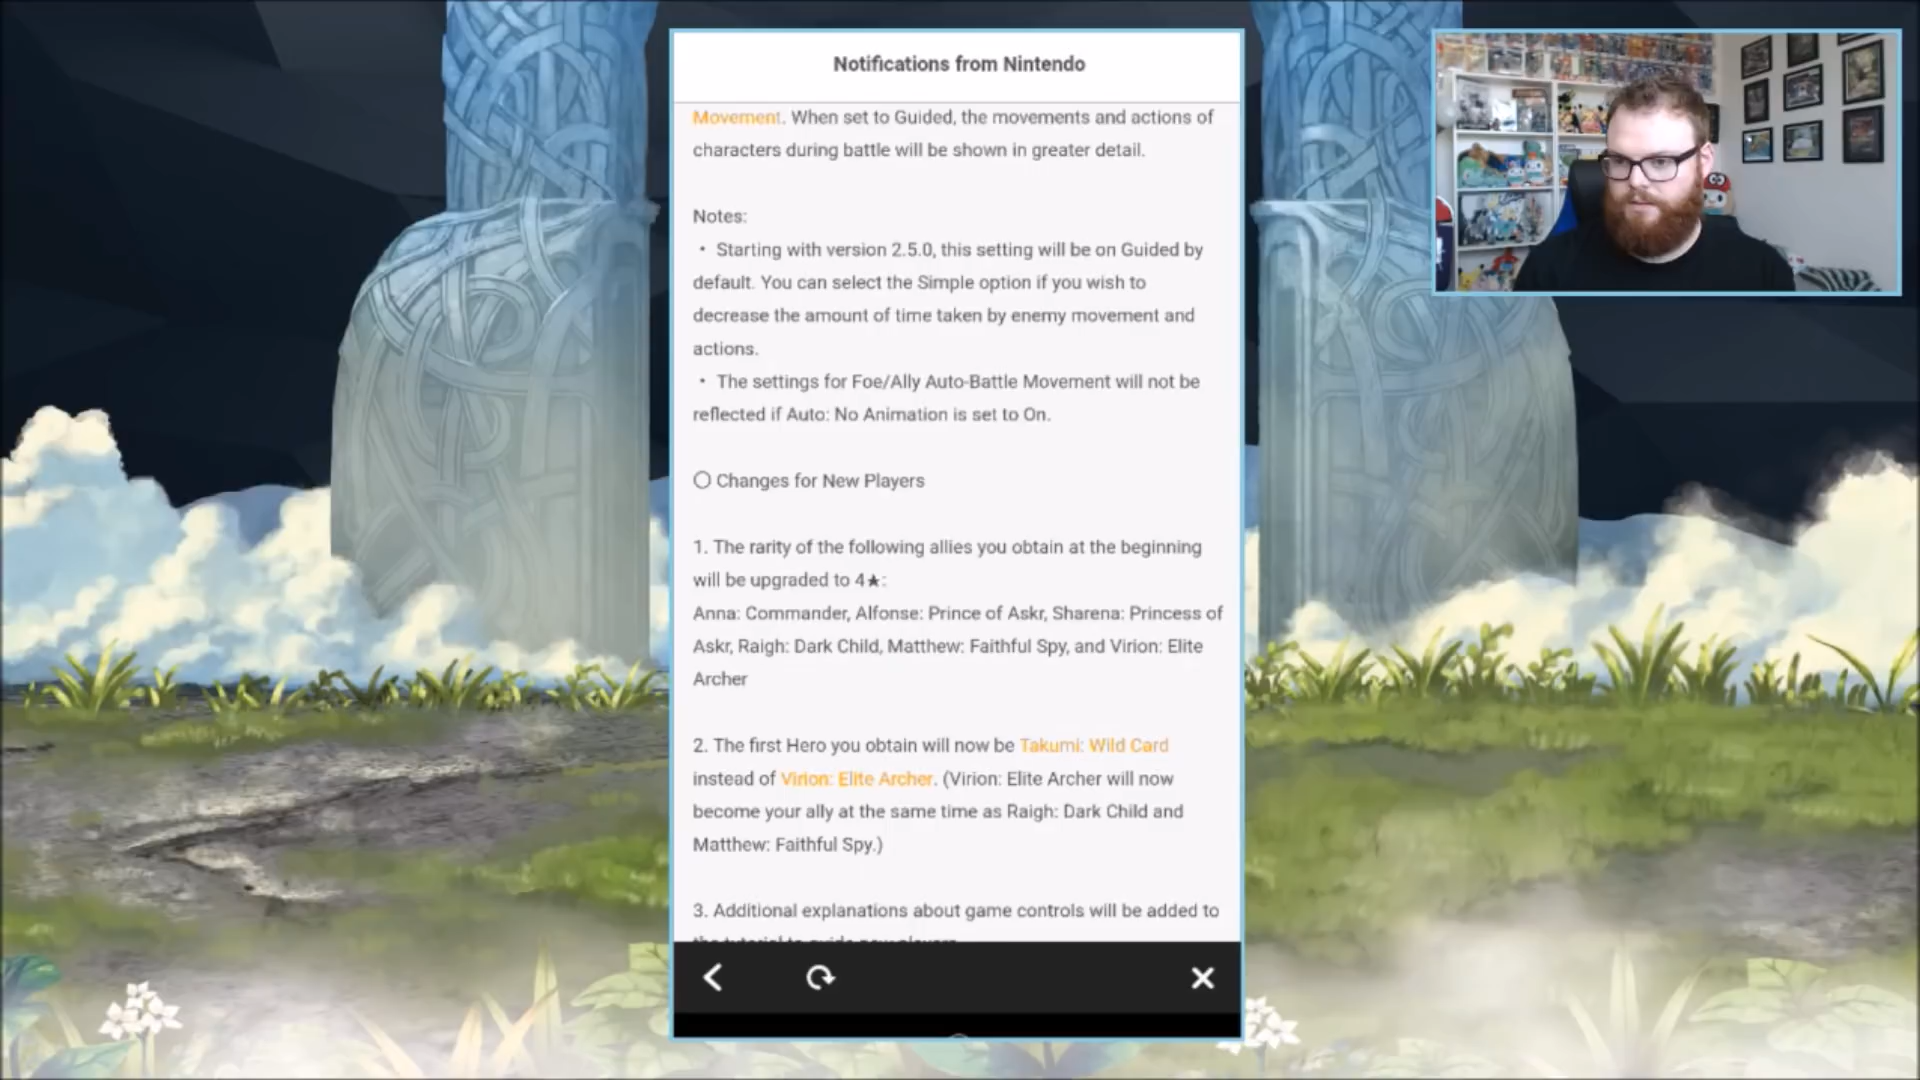 Notifications from Nintendo
Movement. When set to Guided, the movements and actions of
characters during battle will be shown in greater detail.
Notes:
・ Starting with version 2.5.0, this setting will be on Guided by
default. You can select the Simple option if you wish to
decrease the amount of time taken by enemy movement and
actions.
・ The settings for Foe/Ally Auto-Battle Movement will not be
reflected if Auto: No Animation is set to On.
○ Changes for New Players
1. The rarity of the following allies you obtain at the beginning
will be upgraded to 4★:
Anna: Commander, Alfonse: Prince of Askr, Sharena: Princess of
Askr, Raigh: Dark Child, Matthew: Faithful Spy, and Virion: Elite
Archer
2. The first Hero you obtain will now be Takumi: Wild Card
instead of Virion: Elite Archer. (Virion: Elite Archer will now
become your ally at the same time as Raigh: Dark Child and
Matthew: Faithful Spy.)
3. Additional explanations about game controls will be added to
the tutorial to guide new players.